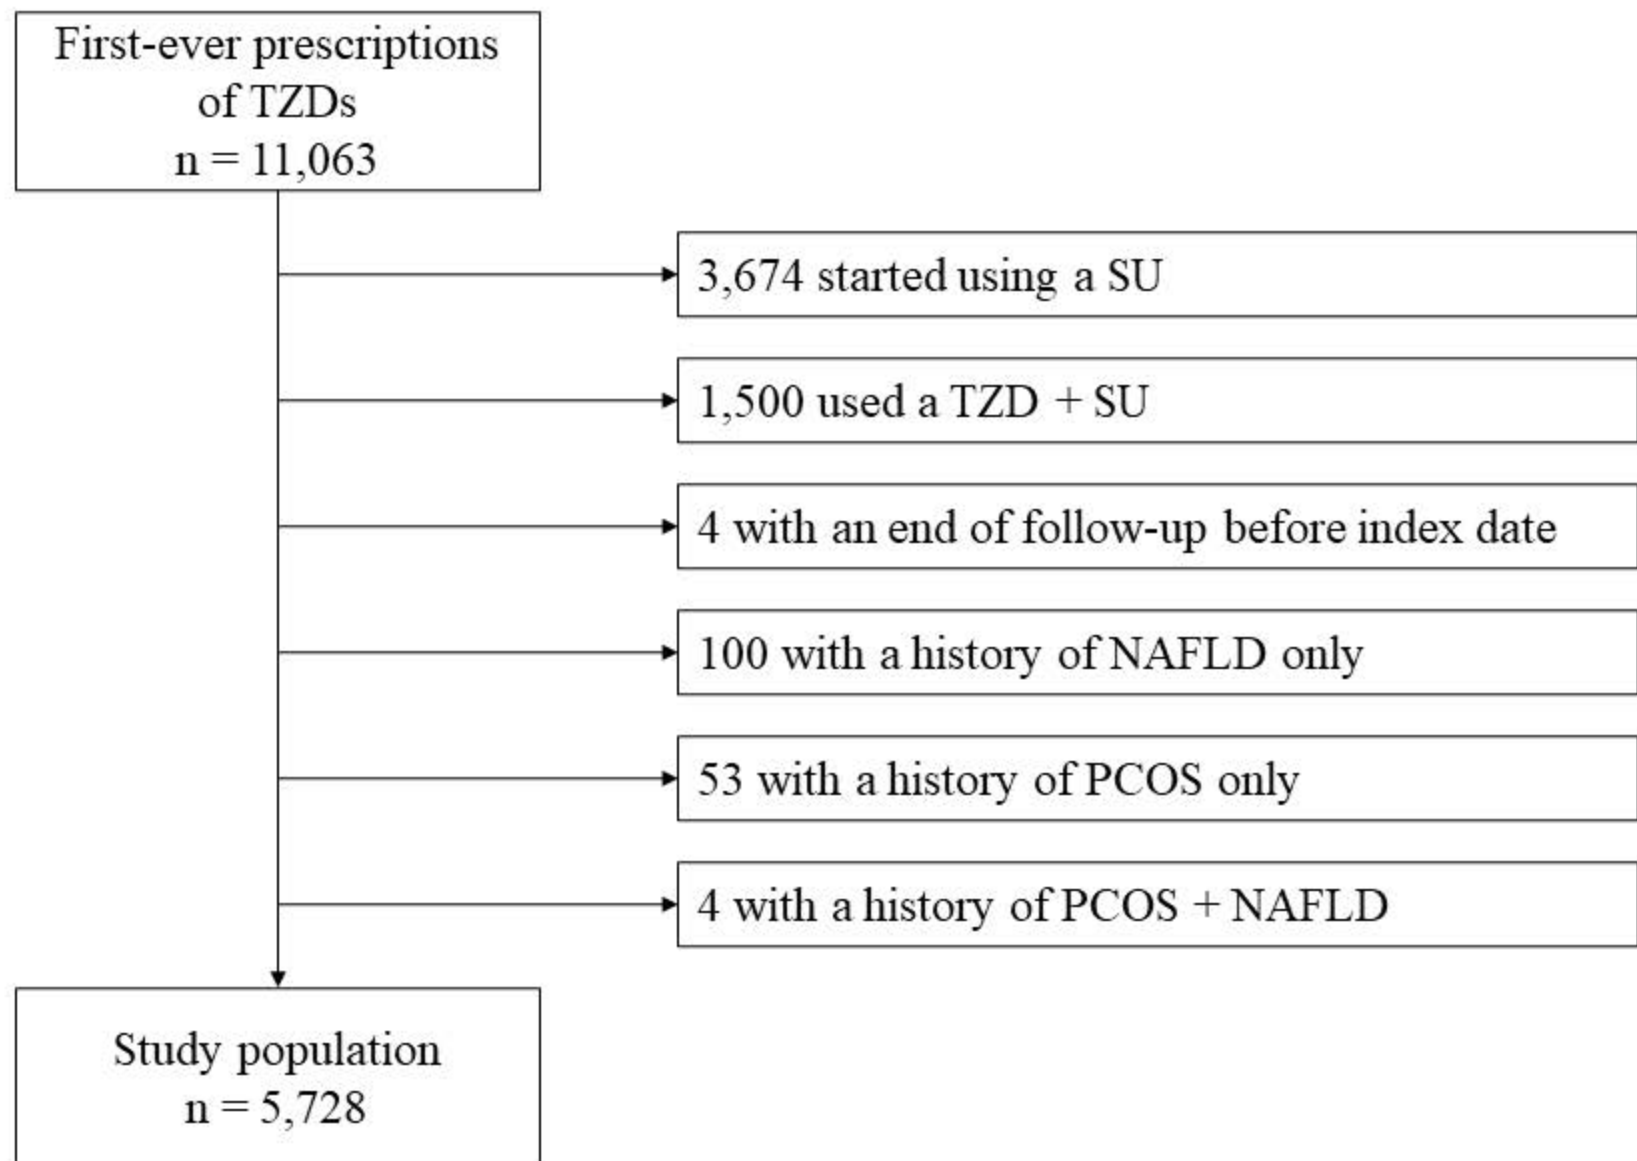 First-ever prescriptions
of TZDs
n = 11,063
3,674 started using a SU
1,500 used a TZD + SU
4 with an end of follow-up before index date
100 with a history of NAFLD only
53 with a history of PCOS only
4 with a history of PCOS + NAFLD
Study population
n = 5,728